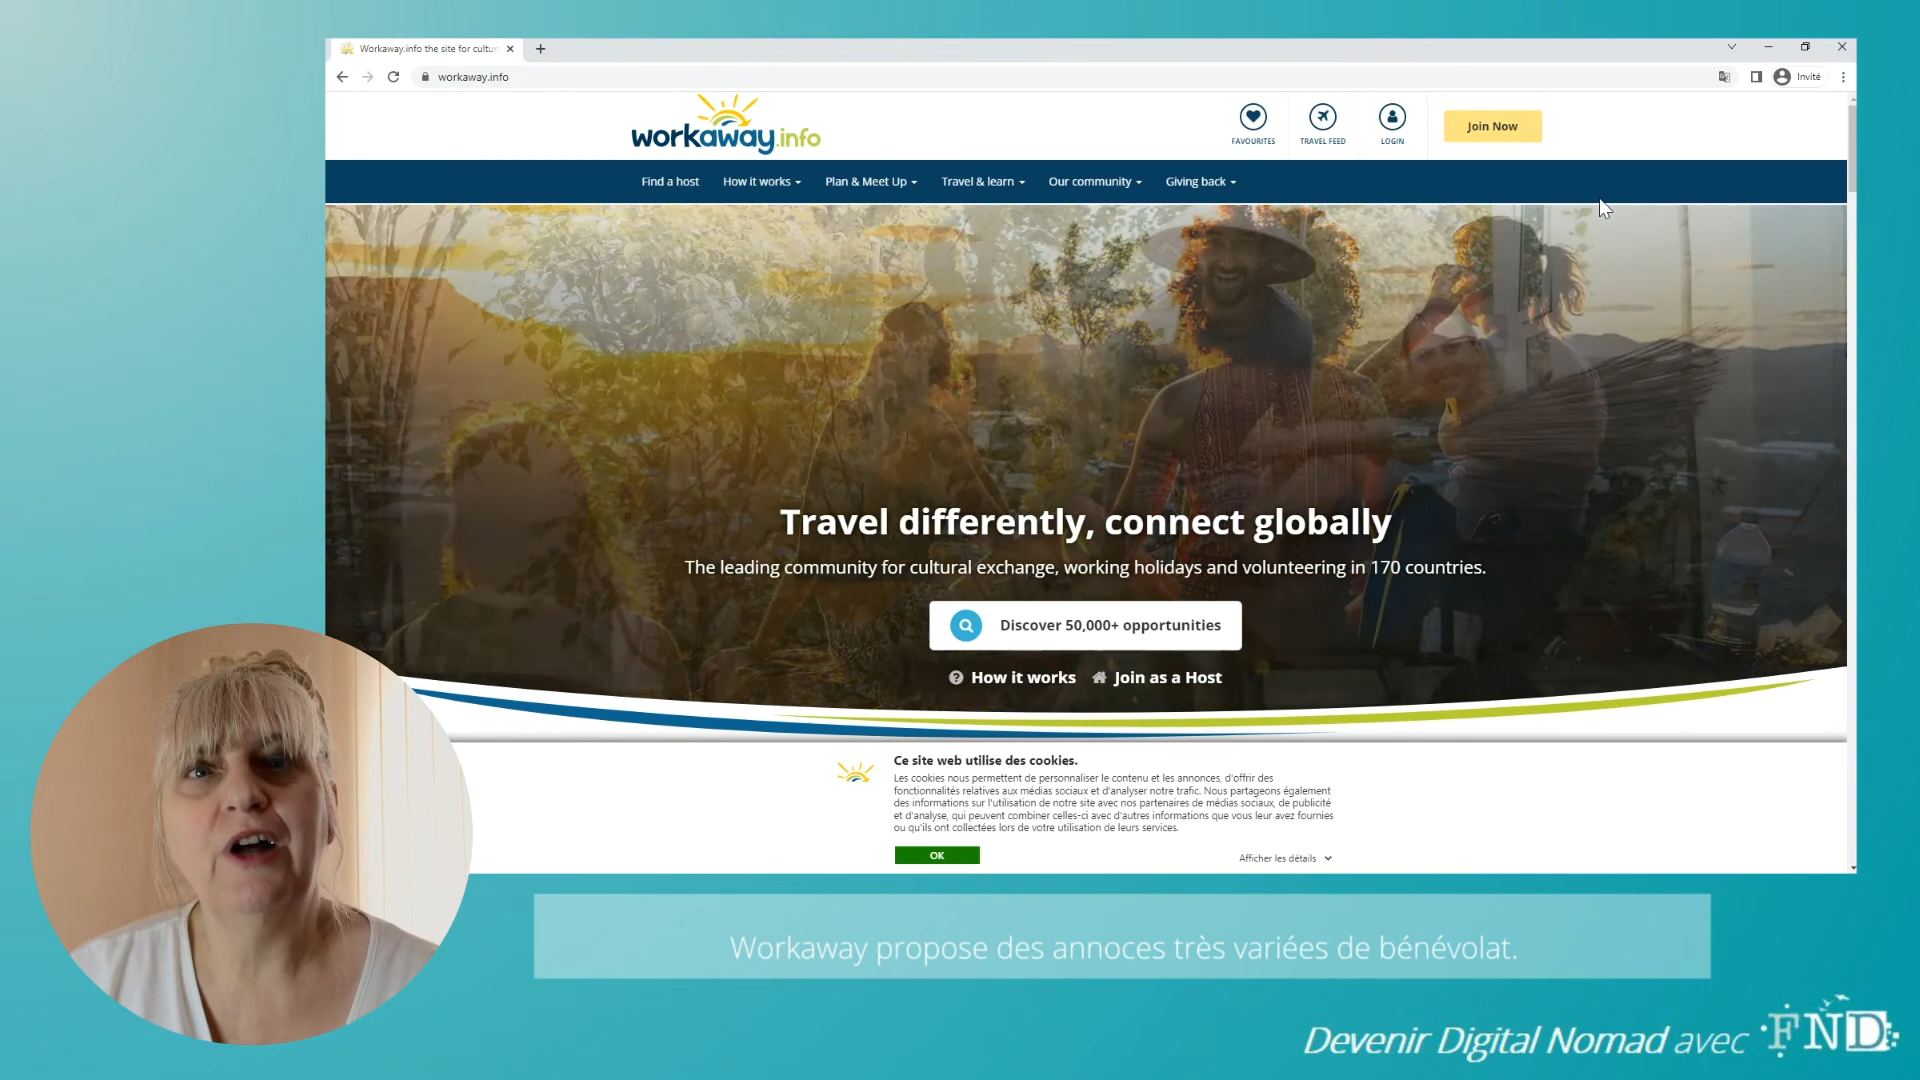 Workaway.info the site for cultu
workaway.info
Invité
workaway.info
FAVOURITES
TRAVEL FEED
LOGIN
Join Now
Find a host
How it works
Plan & Meet Up
Travel & learn
Our community
Giving back
Travel differently, connect globally
The leading community for cultural exchange, working holidays and volunteering in 170 countries.
Discover 50,000+ opportunities
How it works
Join as a Host
Ce site web utilise des cookies.
Les cookies nous permettent de personnaliser le contenu et les annonces, d'offrir des
fonctionnalités relatives aux médias sociaux et d'analyser notre trafic. Nous partageons également
des informations sur l'utilisation de notre site avec nos partenaires de médias sociaux, de publicité
et d'analyse, qui peuvent combiner celles-ci avec d'autres informations que vous leur avez fournies
ou qu'ils ont collectées lors de votre utilisation de leurs services.
OK
Afficher les détails
Workaway propose des annoces très variées de bénévolat.
Devenir Digital Nomad avec FND